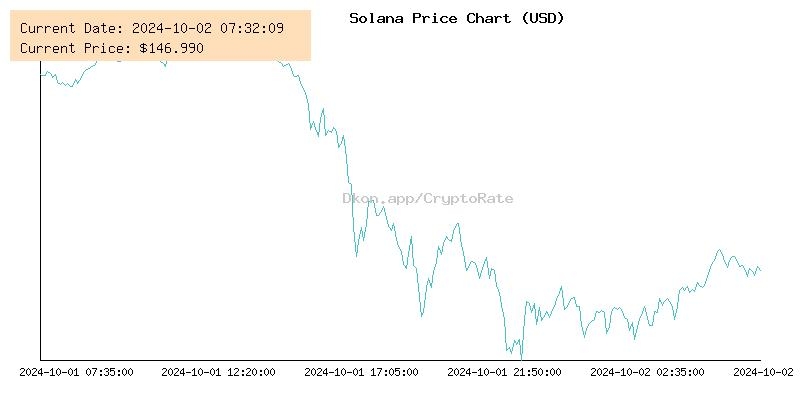 Solana Price Chart (USD)
Current Date: 2024-10-02 07:32:09
Current Price: $146.990
Dkon.app/CryptoRate
2024-10-01 07:35:00 2024-10-01 12:20:00 2024-10-01 17:05:00 2024-10-01 21:50:00 2024-10-02 02:35:00 2024-10-02